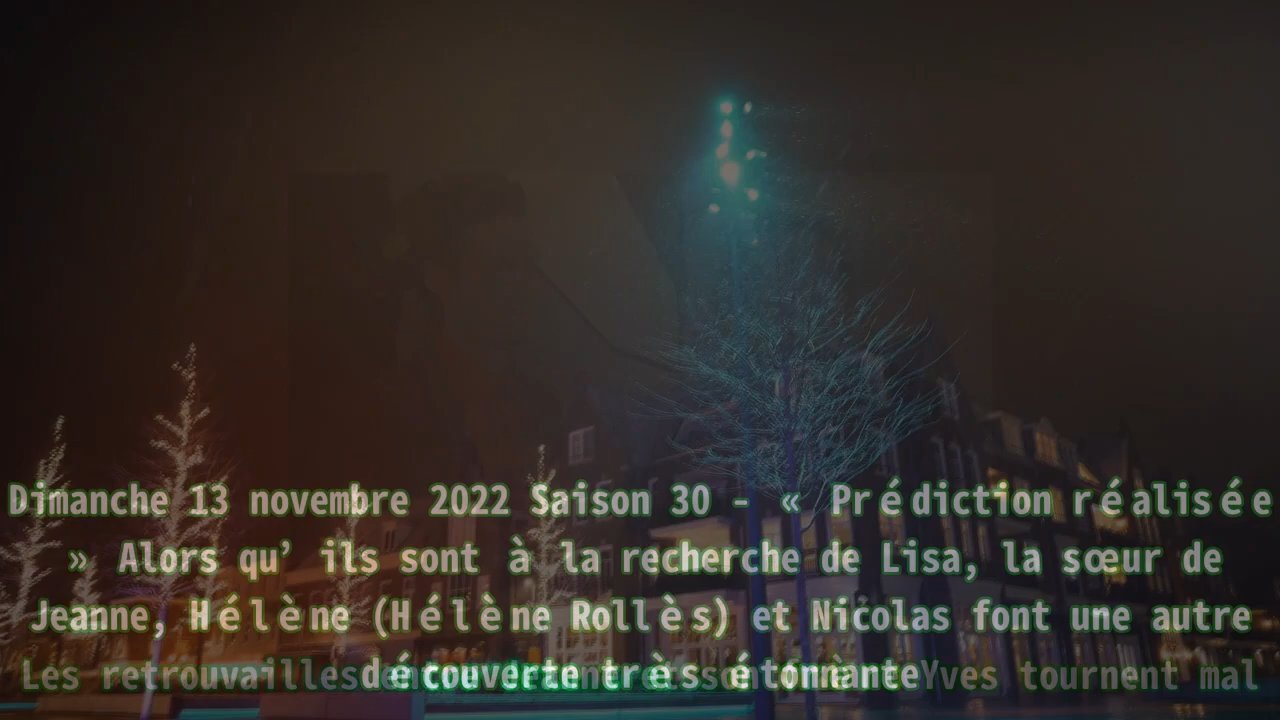 Dimanche 13 novembre 2022 Saison 30 - « Prédiction réalisée
» Alors qu’ ils sont à la recherche de Lisa, la sœur de
Jeanne, Hélène (Hélène Rollès) et Nicolas font une autre
découverte très étonnante
Les retrouvailles Yves tournent mal